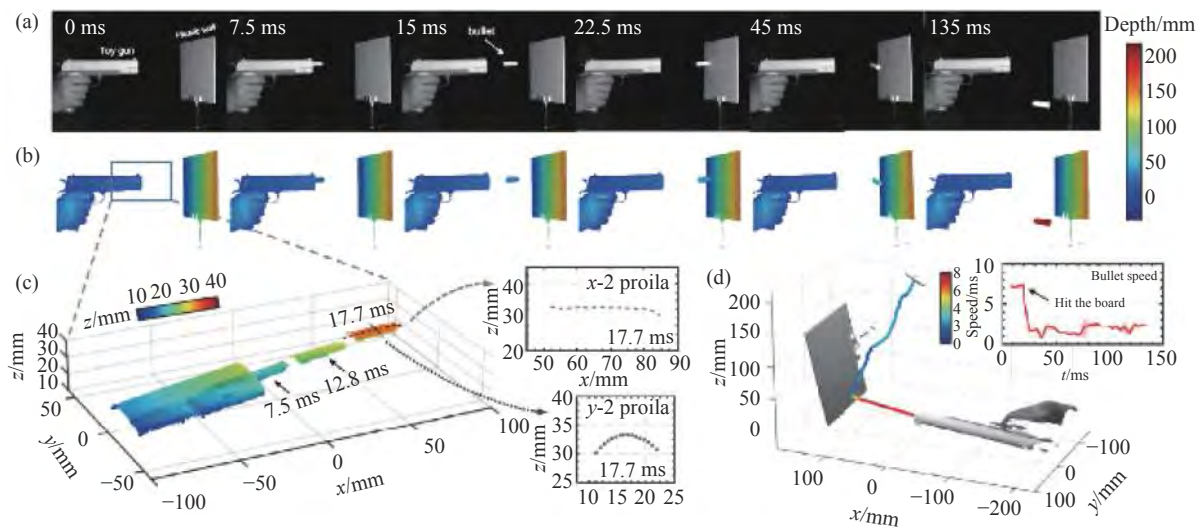 (a)
0 ms
7.5 ms
15 ms
22.5 ms
45 ms
135 ms
Toy gun
bullet
Depth/mm
200
150
100
50
0
(b)
(c)
z/mm
10 20 30 40
40
30
20
10
z/mm
50
0
−50
y/mm
−100
−50
0
50
100
x/mm
7.5 ms
12.8 ms
17.7 ms
x-2 proila
17.7 ms
40
30
20
z/mm
50 60 70 80 90
x/mm
y-2 proila
17.7 ms
40
35
30
25
z/mm
10 15 20 25
(d)
200
150
100
50
0
z/mm
100
0
−100
−200
x/mm
−100
0
100
y/mm
8
6
4
3
2
0
Speed/ms
Bullet speed
Hit the board
10
5
0
0 50 100 150
t/ms